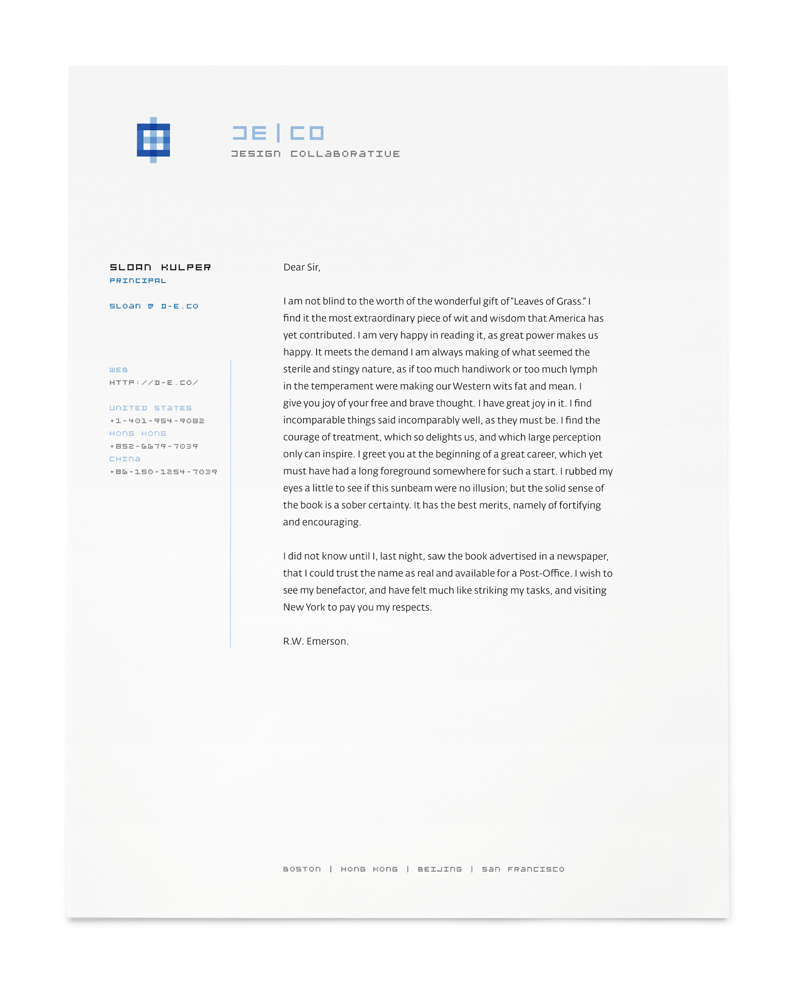 DE|CO
DESIGN COLLABORATIVE
SLOAN KULPER
PRINCIPAL
SLOAN @ D-E.CO
WEB
HTTP://D-E.CO/
UNITED STATES
+1-401-954-9082
HONG KONG
+852-6679-7039
CHINA
+86-150-1254-7039
Dear Sir,
I am not blind to the worth of the wonderful gift of "Leaves of Grass." I
find it the most extraordinary piece of wit and wisdom that America has
yet contributed. I am very happy in reading it, as great power makes us
happy. It meets the demand I am always making of what seemed the
sterile and stingy nature, as if too much handiwork or too much lymph
in the temperament were making our Western wits fat and mean. I
give you joy of your free and brave thought. I have great joy in it. I find
incomparable things said incomparably well, as they must be. I find the
courage of treatment, which so delights us, and which large perception
only can inspire. I greet you at the beginning of a great career, which yet
must have had a long foreground somewhere for such a start. I rubbed my
eyes a little to see if this sunbeam were no illusion; but the solid sense of
the book is a sober certainty. It has the best merits, namely of fortifying
and encouraging.
I did not know until I, last night, saw the book advertised in a newspaper,
that I could trust the name as real and available for a Post-Office. I wish to
see my benefactor, and have felt much like striking my tasks, and visiting
New York to pay you my respects.
R.W. Emerson.
BOSTON | HONG KONG | BEIJING | SAN FRANCISCO